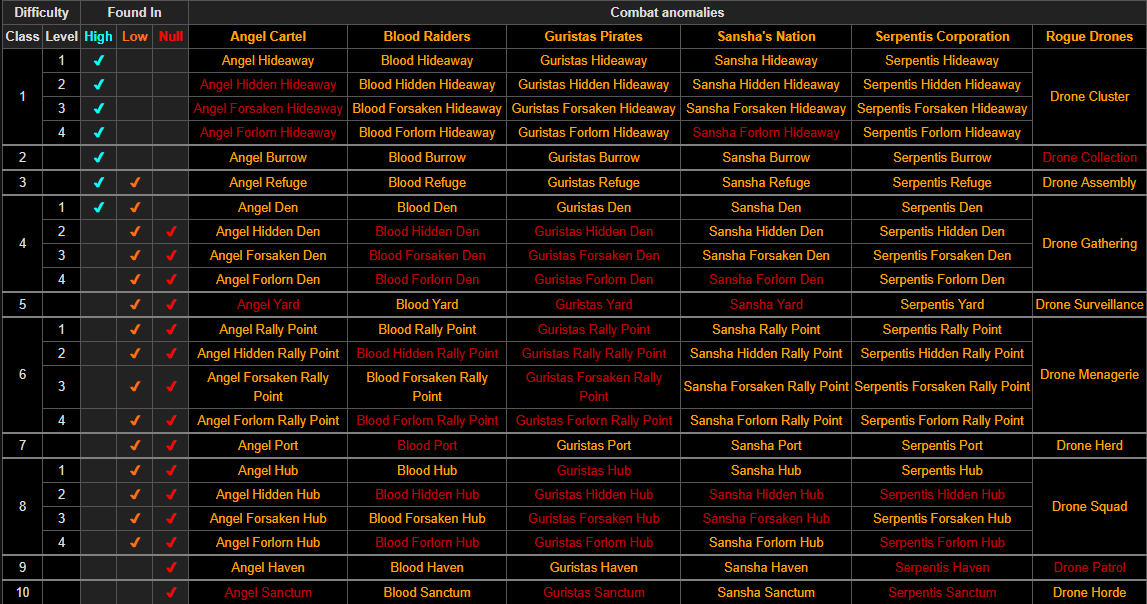 Difficulty Found In Combat anomalies
Class Level High Low Null Angel Cartel Blood Raiders Guristas Pirates Sansha's Nation Serpentis Corporation Rogue Drones
1 1 ✔ Angel Hideaway Blood Hideaway Guristas Hideaway Sansha Hideaway Serpentis Hideaway Drone Cluster
2 ✔ Angel Hidden Hideaway Blood Hidden Hideaway Guristas Hidden Hideaway Sansha Hidden Hideaway Serpentis Hidden Hideaway
3 ✔ Angel Forsaken Hideaway Blood Forsaken Hideaway Guristas Forsaken Hideaway Sansha Forsaken Hideaway Serpentis Forsaken Hideaway
4 ✔ Angel Forlorn Hideaway Blood Forlorn Hideaway Guristas Forlorn Hideaway Sansha Forlorn Hideaway Serpentis Forlorn Hideaway
2 ✔ Angel Burrow Blood Burrow Guristas Burrow Sansha Burrow Serpentis Burrow Drone Collection
3 ✔ ✔ Angel Refuge Blood Refuge Guristas Refuge Sansha Refuge Serpentis Refuge Drone Assembly
4 1 ✔ ✔ Angel Den Blood Den Guristas Den Sansha Den Serpentis Den Drone Gathering
2 ✔ ✔ Angel Hidden Den Blood Hidden Den Guristas Hidden Den Sansha Hidden Den Serpentis Hidden Den
3 ✔ ✔ Angel Forsaken Den Blood Forsaken Den Guristas Forsaken Den Sansha Forsaken Den Serpentis Forsaken Den
4 ✔ ✔ Angel Forlorn Den Blood Forlorn Den Guristas Forlorn Den Sansha Forlorn Den Serpentis Forlorn Den
5 ✔ ✔ Angel Yard Blood Yard Guristas Yard Sansha Yard Serpentis Yard Drone Surveillance
6 1 ✔ ✔ Angel Rally Point Blood Rally Point Guristas Rally Point Sansha Rally Point Serpentis Rally Point Drone Menagerie
2 ✔ ✔ Angel Hidden Rally Point Blood Hidden Rally Point Guristas Rally Rally Point Sansha Hidden Rally Point Serpentis Hidden Rally Point
3 ✔ ✔ Angel Forsaken Rally Point Blood Forsaken Rally Point Guristas Forsaken Rally Point Sansha Forsaken Rally Point Serpentis Forsaken Rally Point
4 ✔ ✔ Angel Forlorn Rally Point Blood Forlorn Rally Point Guristas Forlorn Rally Point Sansha Forlorn Rally Point Serpentis Forlorn Rally Point
7 ✔ ✔ Angel Port Blood Port Guristas Port Sansha Port Serpentis Port Drone Herd
8 1 ✔ ✔ Angel Hub Blood Hub Guristas Hub Sansha Hub Serpentis Hub Drone Squad
2 ✔ ✔ Angel Hidden Hub Blood Hidden Hub Guristas Hidden Hub Sansha Hidden Hub Serpentis Hidden Hub
3 ✔ ✔ Angel Forsaken Hub Blood Forsaken Hub Guristas Forsaken Hub Sansha Forsaken Hub Serpentis Forsaken Hub
4 ✔ ✔ Angel Forlorn Hub Blood Forlorn Hub Guristas Forlorn Hub Sansha Forlorn Hub Serpentis Forlorn Hub
9 ✔ Angel Haven Blood Haven Guristas Haven Sansha Haven Serpentis Haven Drone Patrol
10 ✔ Angel Sanctum Blood Sanctum Guristas Sanctum Sansha Sanctum Serpentis Sanctum Drone Horde